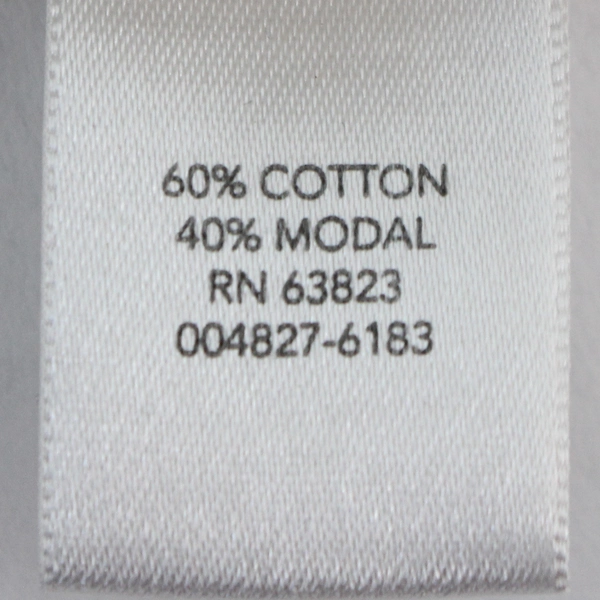 60% COTTON
40% MODAL
RN 63823
004827-6183